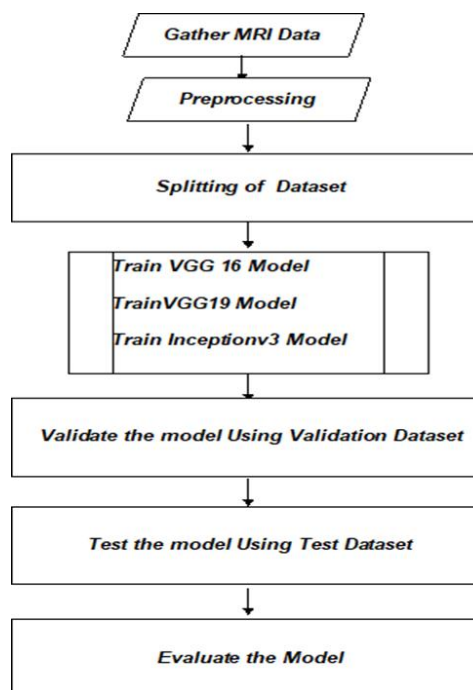 Gather MRI Data
Preprocessing
Splitting of Dataset
Train VGG 16 Model
TrainVGG19 Model
Train Inceptionv3 Model
Validate the model Using Validation Dataset
Test the model Using Test Dataset
Evaluate the Model